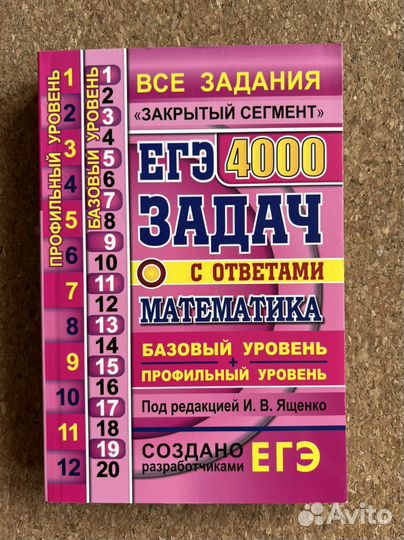 ПРОФИЛЬНЫЙ УРОВЕНЬ
1
2
3
4
5
6
7
8
9
10
11
12
БАЗОВЫЙ УРОВЕНЬ
1
2
3
4
5
6
7
8
9
10
11
12
13
14
15
16
17
18
19
20
ВСЕ ЗАДАНИЯ
«ЗАКРЫТЫЙ СЕГМЕНТ»
ЕГЭ 4000
ЗАДАЧ
С ОТВЕТАМИ
МАТЕМАТИКА
БАЗОВЫЙ УРОВЕНЬ
+
ПРОФИЛЬНЫЙ УРОВЕНЬ
Под редакцией И. В. Ященко
СОЗДАНО
разработчиками ЕГЭ
Avito